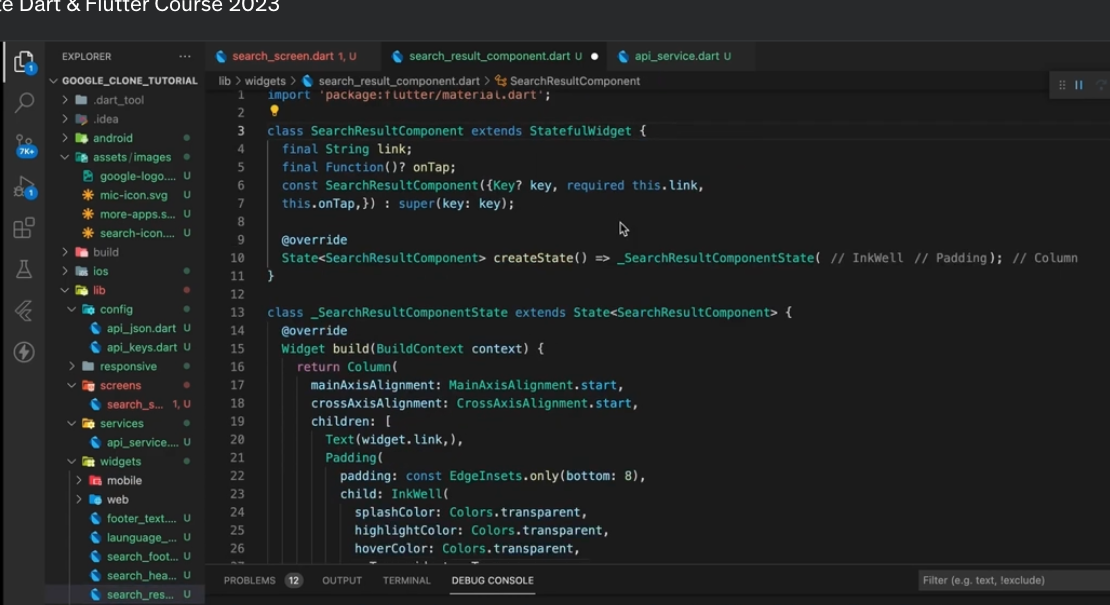 te Dart & Flutter Course 2023
EXPLORER
GOOGLE_CLONE_TUTORIAL
.dart_tool
.idea
android
assets/images
google-logo.... U
mic-icon.svg U
more-apps.s... U
search-icon.... U
build
ios
lib
config
api_json.dart U
api_keys.dart U
responsive
screens
search_s... 1, U
services
api_service.... U
widgets
mobile
web
footer_text.... U
launguage_... U
search_foot... U
search_hea... U
search_res... U
1
7K+
1
search_screen.dart 1, U
search_result_component.dart U
api_service.dart U
lib > widgets > search_result_component.dart > SearchResultComponent
1 import 'package:flutter/material.dart';
2
3 class SearchResultComponent extends StatefulWidget {
4 final String link;
5 final Function()? onTap;
6 const SearchResultComponent({Key? key, required this.link,
7 this.onTap,}) : super(key: key);
8
9 @override
10 State<SearchResultComponent> createState() => _SearchResultComponentState( // InkWell // Padding); // Column
11 }
12
13 class _SearchResultComponentState extends State<SearchResultComponent> {
14 @override
15 Widget build(BuildContext context) {
16 return Column(
17 mainAxisAlignment: MainAxisAlignment.start,
18 crossAxisAlignment: CrossAxisAlignment.start,
19 children: [
20 Text(widget.link,),
21 Padding(
22 padding: const EdgeInsets.only(bottom: 8),
23 child: InkWell(
24 splashColor: Colors.transparent,
25 highlightColor: Colors.transparent,
26 hoverColor: Colors.transparent,
PROBLEMS 12 OUTPUT TERMINAL DEBUG CONSOLE
Filter (e.g. text, !exclude)